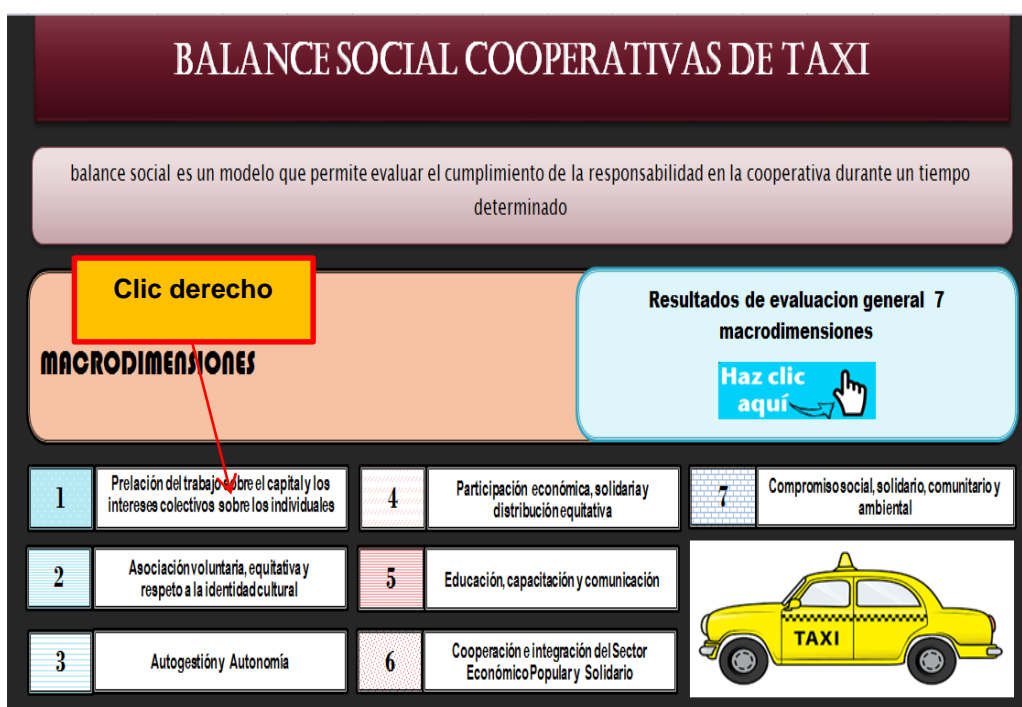 BALANCE SOCIAL COOPERATIVAS DE TAXI
balance social es un modelo que permite evaluar el cumplimiento de la responsabilidad en la cooperativa durante un tiempo
determinado
Clic derecho
MACRODIMENSIONES
Resultados de evaluacion general 7
macrodimensiones
Haz clic
aquí
1
Prelación del trabajo sobre el capital y los
intereses colectivos sobre los individuales
2
Asociación voluntaria, equitativa y
respeto a la identidad cultural
3
Autogestión y Autonomía
4
Participación económica, solidaria y
distribución equitativa
5
Educación, capacitación y comunicación
6
Cooperación e integración del Sector
Económico Popular y Solidario
7
Compromiso social, solidario, comunitario y
ambiental
TAXI